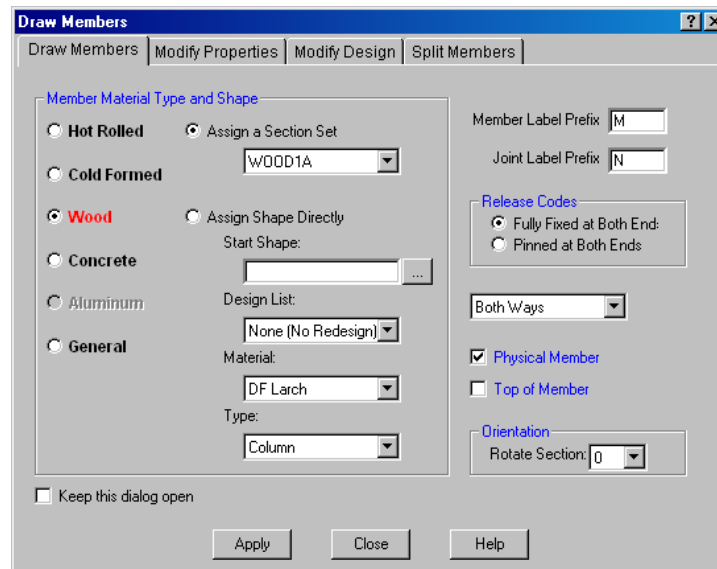 Draw Members
Draw Members Modify Properties Modify Design Split Members
Member Material Type and Shape
Hot Rolled
Cold Formed
Wood
Concrete
Aluminum
General
Assign a Section Set
WOOD1A
Assign Shape Directly
Start Shape:
...
Design List:
None (No Redesign)
Material:
DF Larch
Type:
Column
Member Label Prefix M
Joint Label Prefix N
Release Codes
Fully Fixed at Both End:
Pinned at Both Ends
Both Ways
Physical Member
Top of Member
Orientation
Rotate Section: 0
Keep this dialog open
Apply Close Help